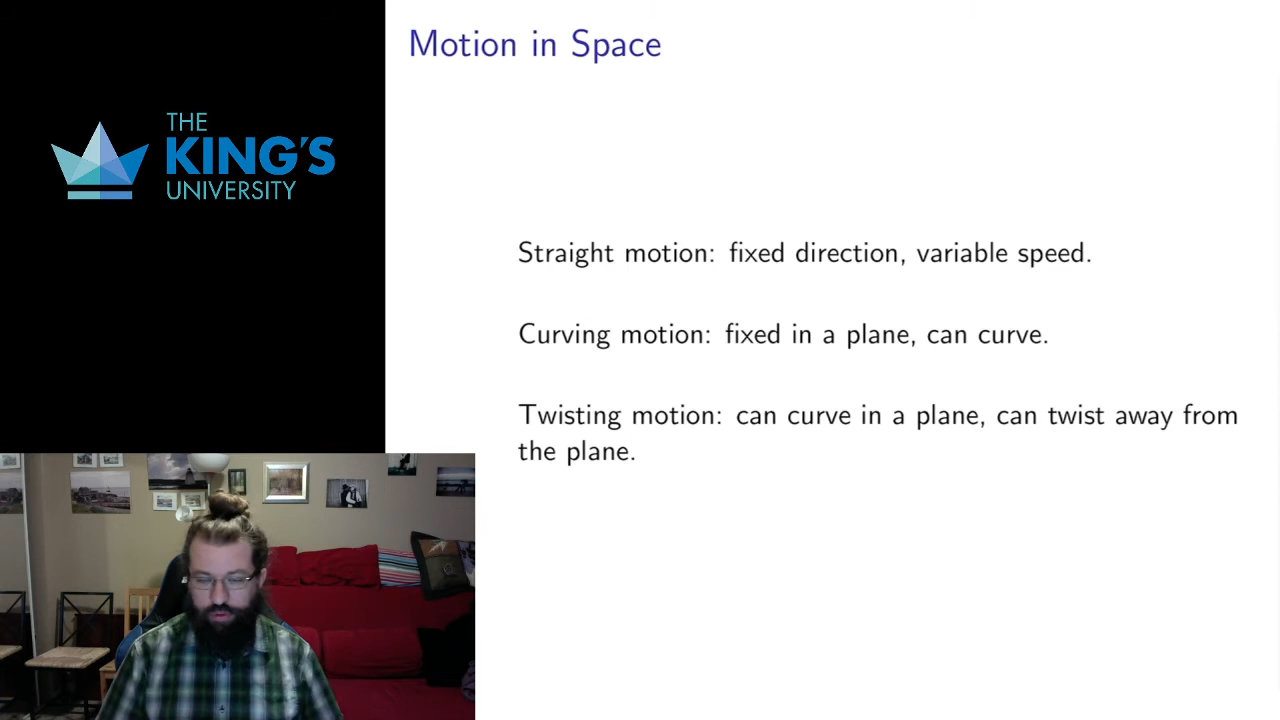 Motion in Space
THE
KING'S
UNIVERSITY
Straight motion: fixed direction, variable speed.
Curving motion: fixed in a plane, can curve.
Twisting motion: can curve in a plane, can twist away from
the plane.